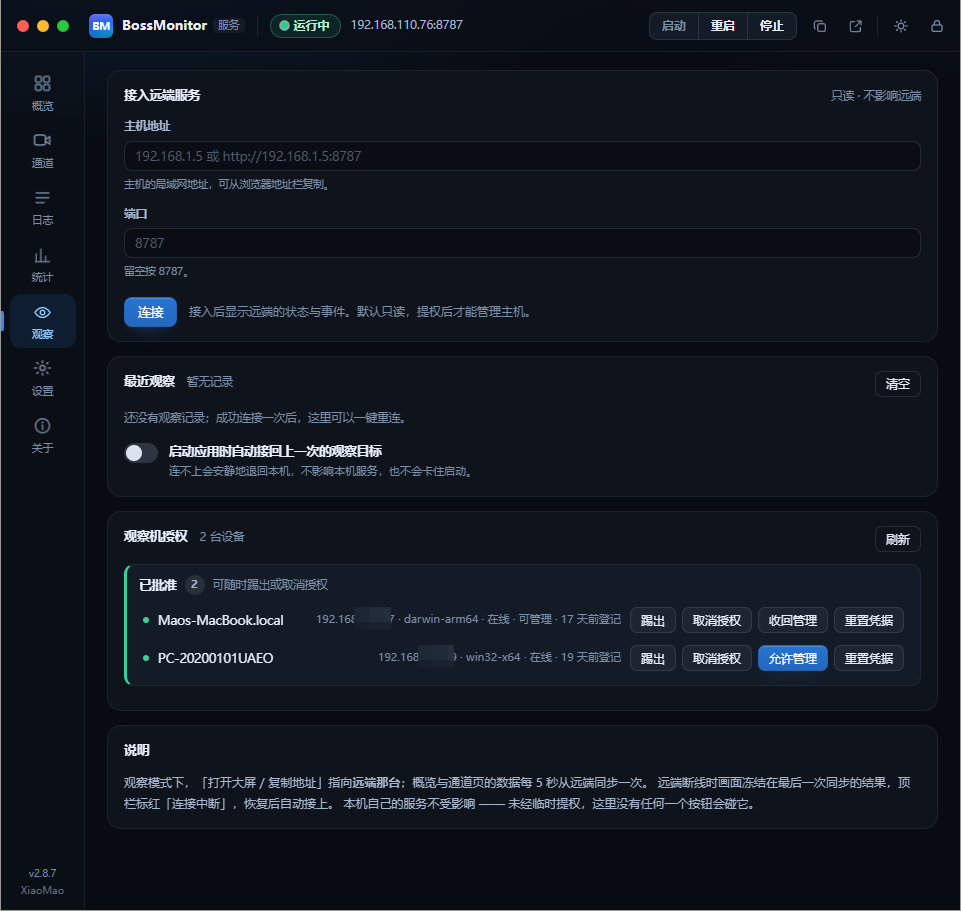 BM BossMonitor 服务 运行中 192.168.110.76:8787 启动 重启 停止
概览
通道
日志
统计
观察
设置
关于
接入远端服务 只读 · 不影响远端
主机地址
192.168.1.5 或 http://192.168.1.5:8787
主机的局域网地址，可从浏览器地址栏复制。
端口
8787
留空按 8787。
连接 接入后显示远端的状态与事件。默认只读，提权后才能管理主机。
最近观察 暂无记录 清空
还没有观察记录；成功连接一次后，这里可以一键重连。
启动应用时自动接回上一次的观察目标
连不上会安静地退回本机，不影响本机服务，也不会卡住启动。
观察机授权 2 台设备 刷新
已批准 2 可随时踢出或取消授权
Maos-MacBook.local 192.168 · darwin-arm64 · 在线 · 可管理 · 17 天前登记 踢出 取消授权 收回管理 重置凭据
PC-20200101UAEO 192.168 · win32-x64 · 在线 · 19 天前登记 踢出 取消授权 允许管理 重置凭据
说明
观察模式下，「打开大屏 / 复制地址」指向远端那台；概览与通道页的数据每 5 秒从远端同步一次。 远端断线时画面冻结在最后一次同步的结果，顶
栏标红「连接中断」，恢复后自动接上。 本机自己的服务不受影响 —— 未经临时提权，这里没有任何一个按钮会碰它。
v2.8.7
XiaoMao